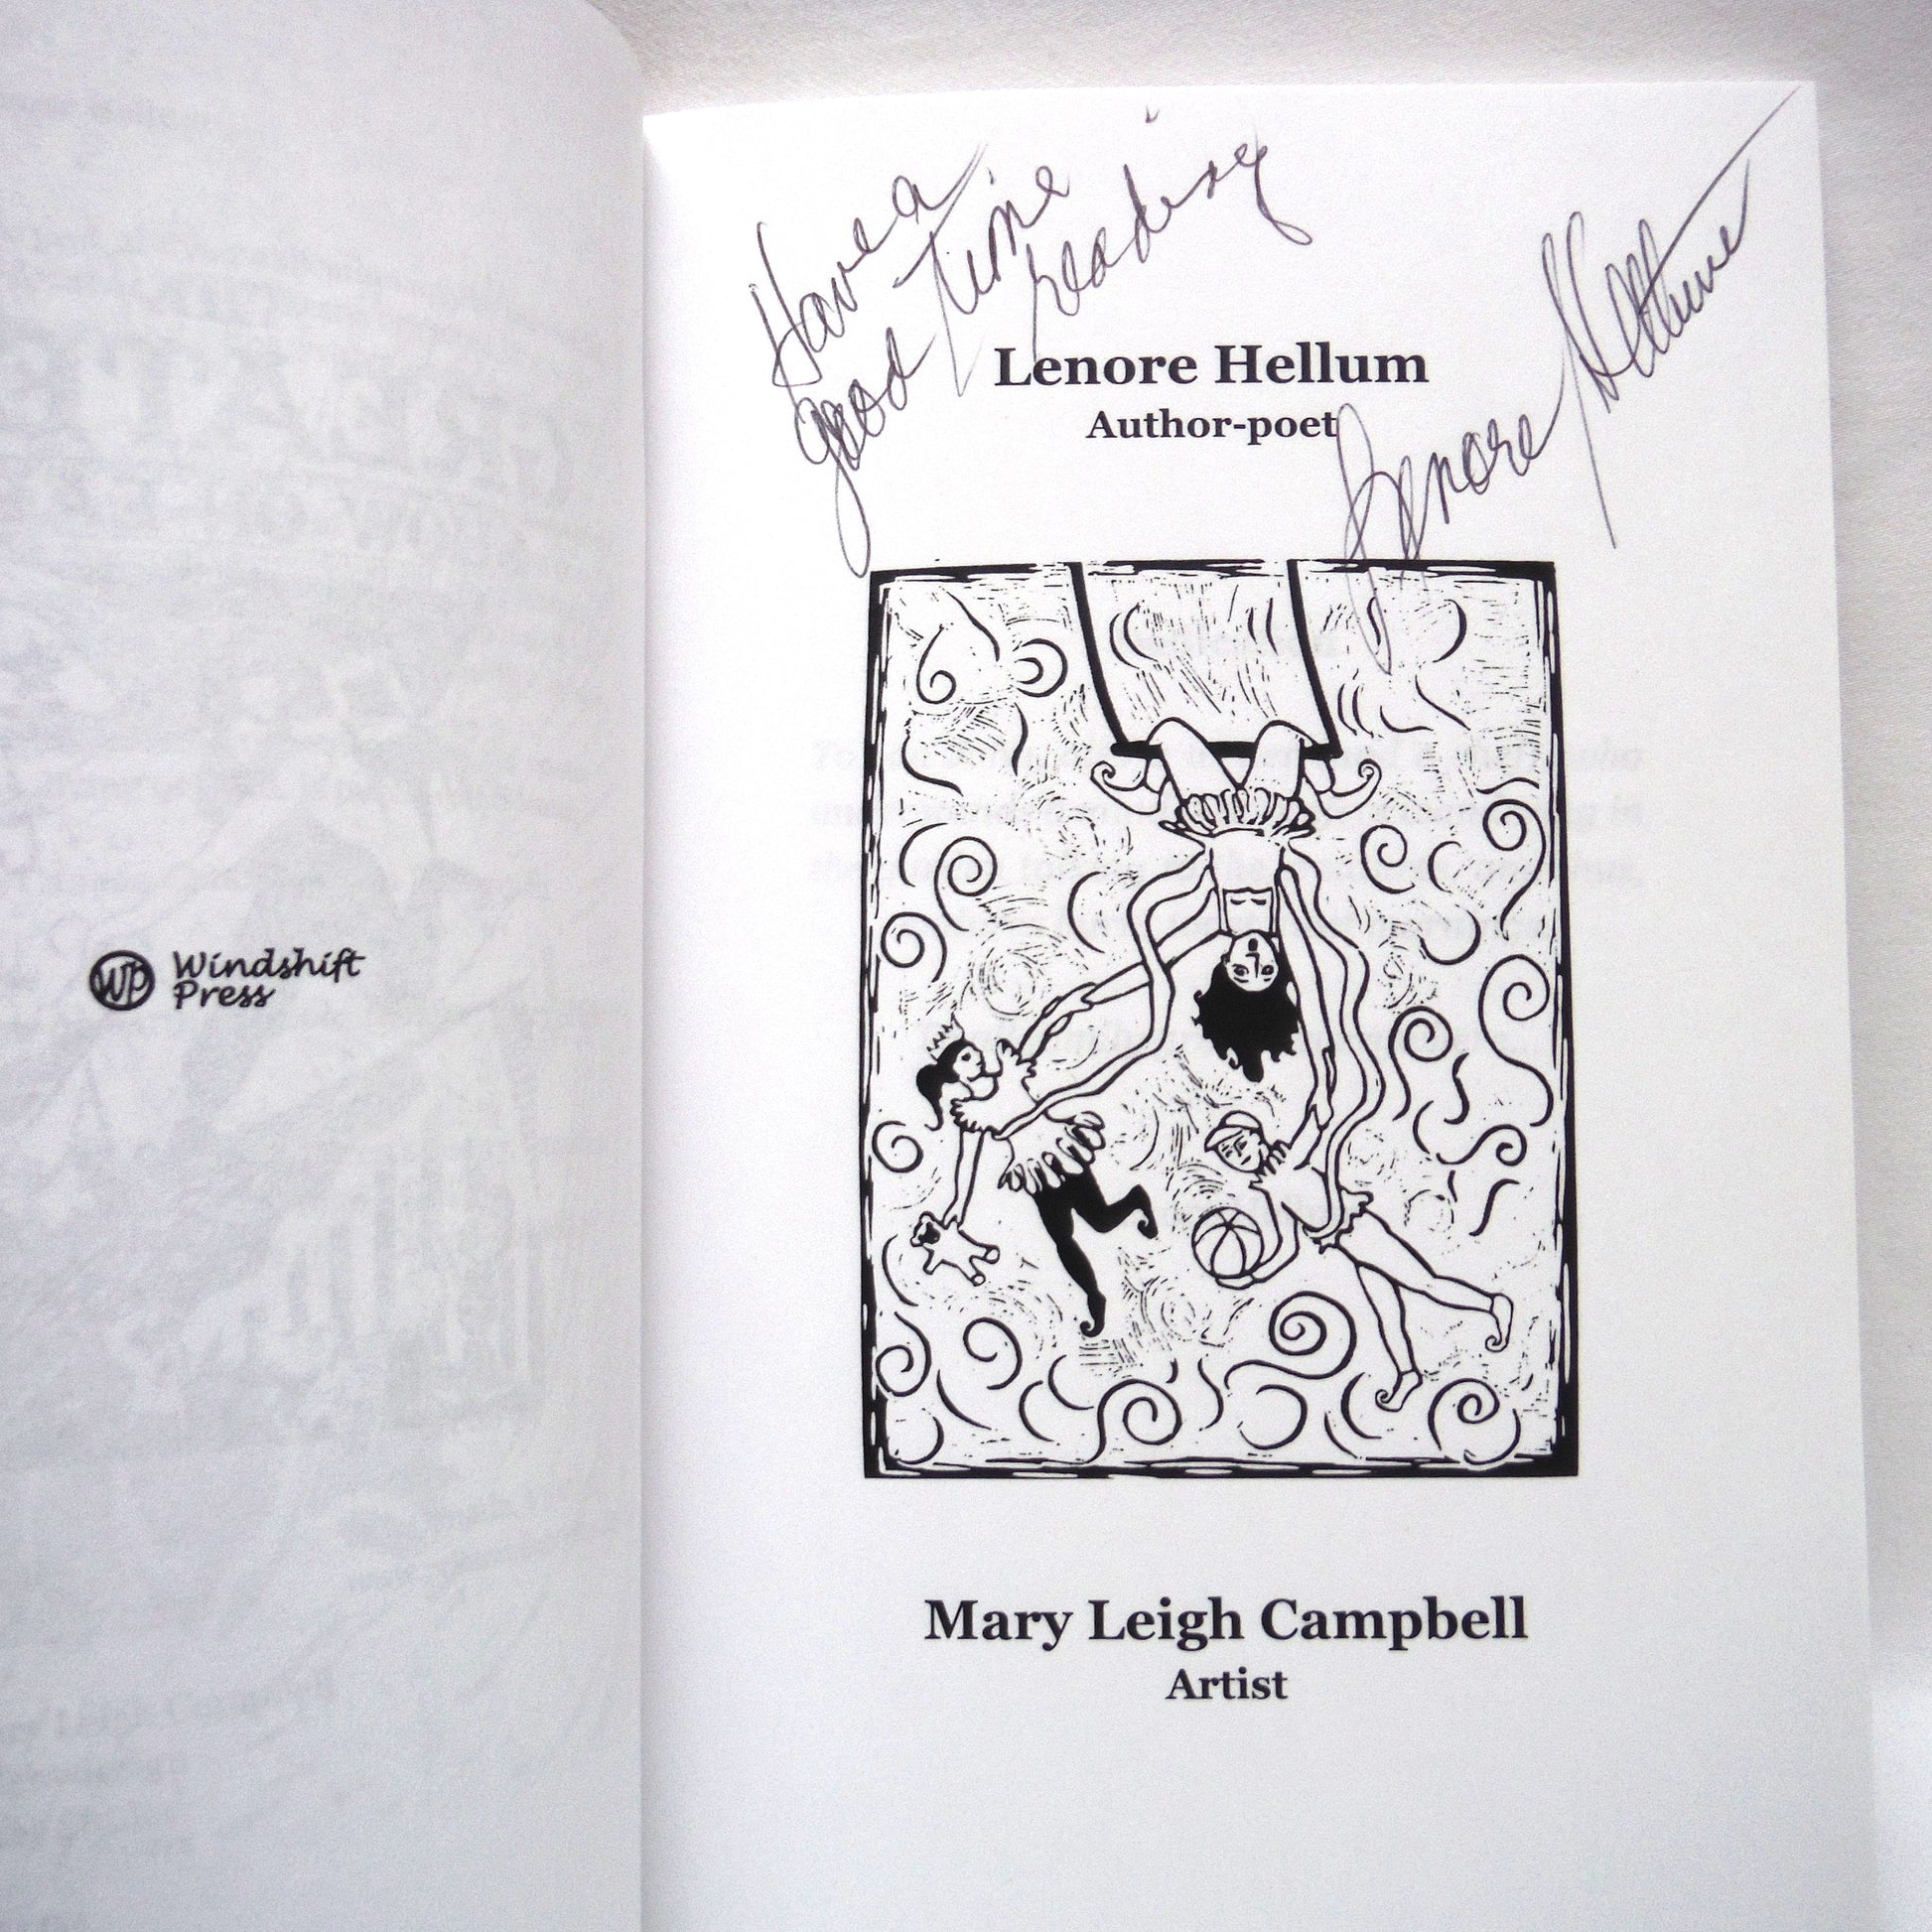 Windshift
Press
Have a
good time
reading
Lenore Hellum
Lenore Hellum
Author-poet
Mary Leigh Campbell
Artist